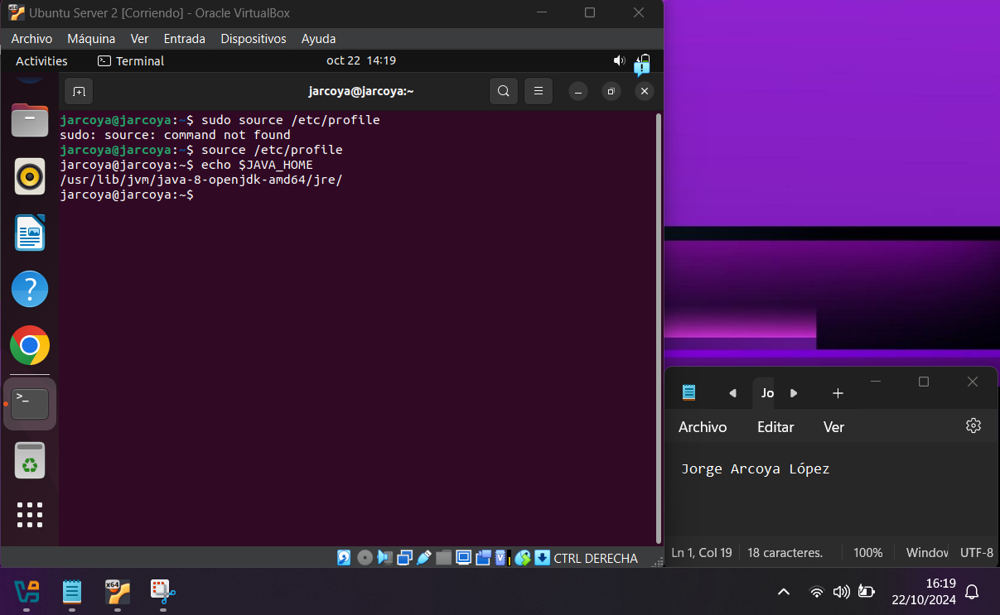 Ubuntu Server 2 [Corriendo] - Oracle VirtualBox
Archivo Máquina Ver Entrada Dispositivos Ayuda
Activities Terminal oct 22 14:19
jarcoya@jarcoya:~
jarcoya@jarcoya:~$ sudo source /etc/profile
sudo: source: command not found
jarcoya@jarcoya:~$ source /etc/profile
jarcoya@jarcoya:~$ echo $JAVA_HOME
/usr/lib/jvm/java-8-openjdk-amd64/jre/
jarcoya@jarcoya:~$
CTRL DERECHA
Jo
Archivo Editar Ver
Jorge Arcoya López
Ln 1, Col 19 18 caracteres. 100% Window UTF-8
x64
16:19
22/10/2024